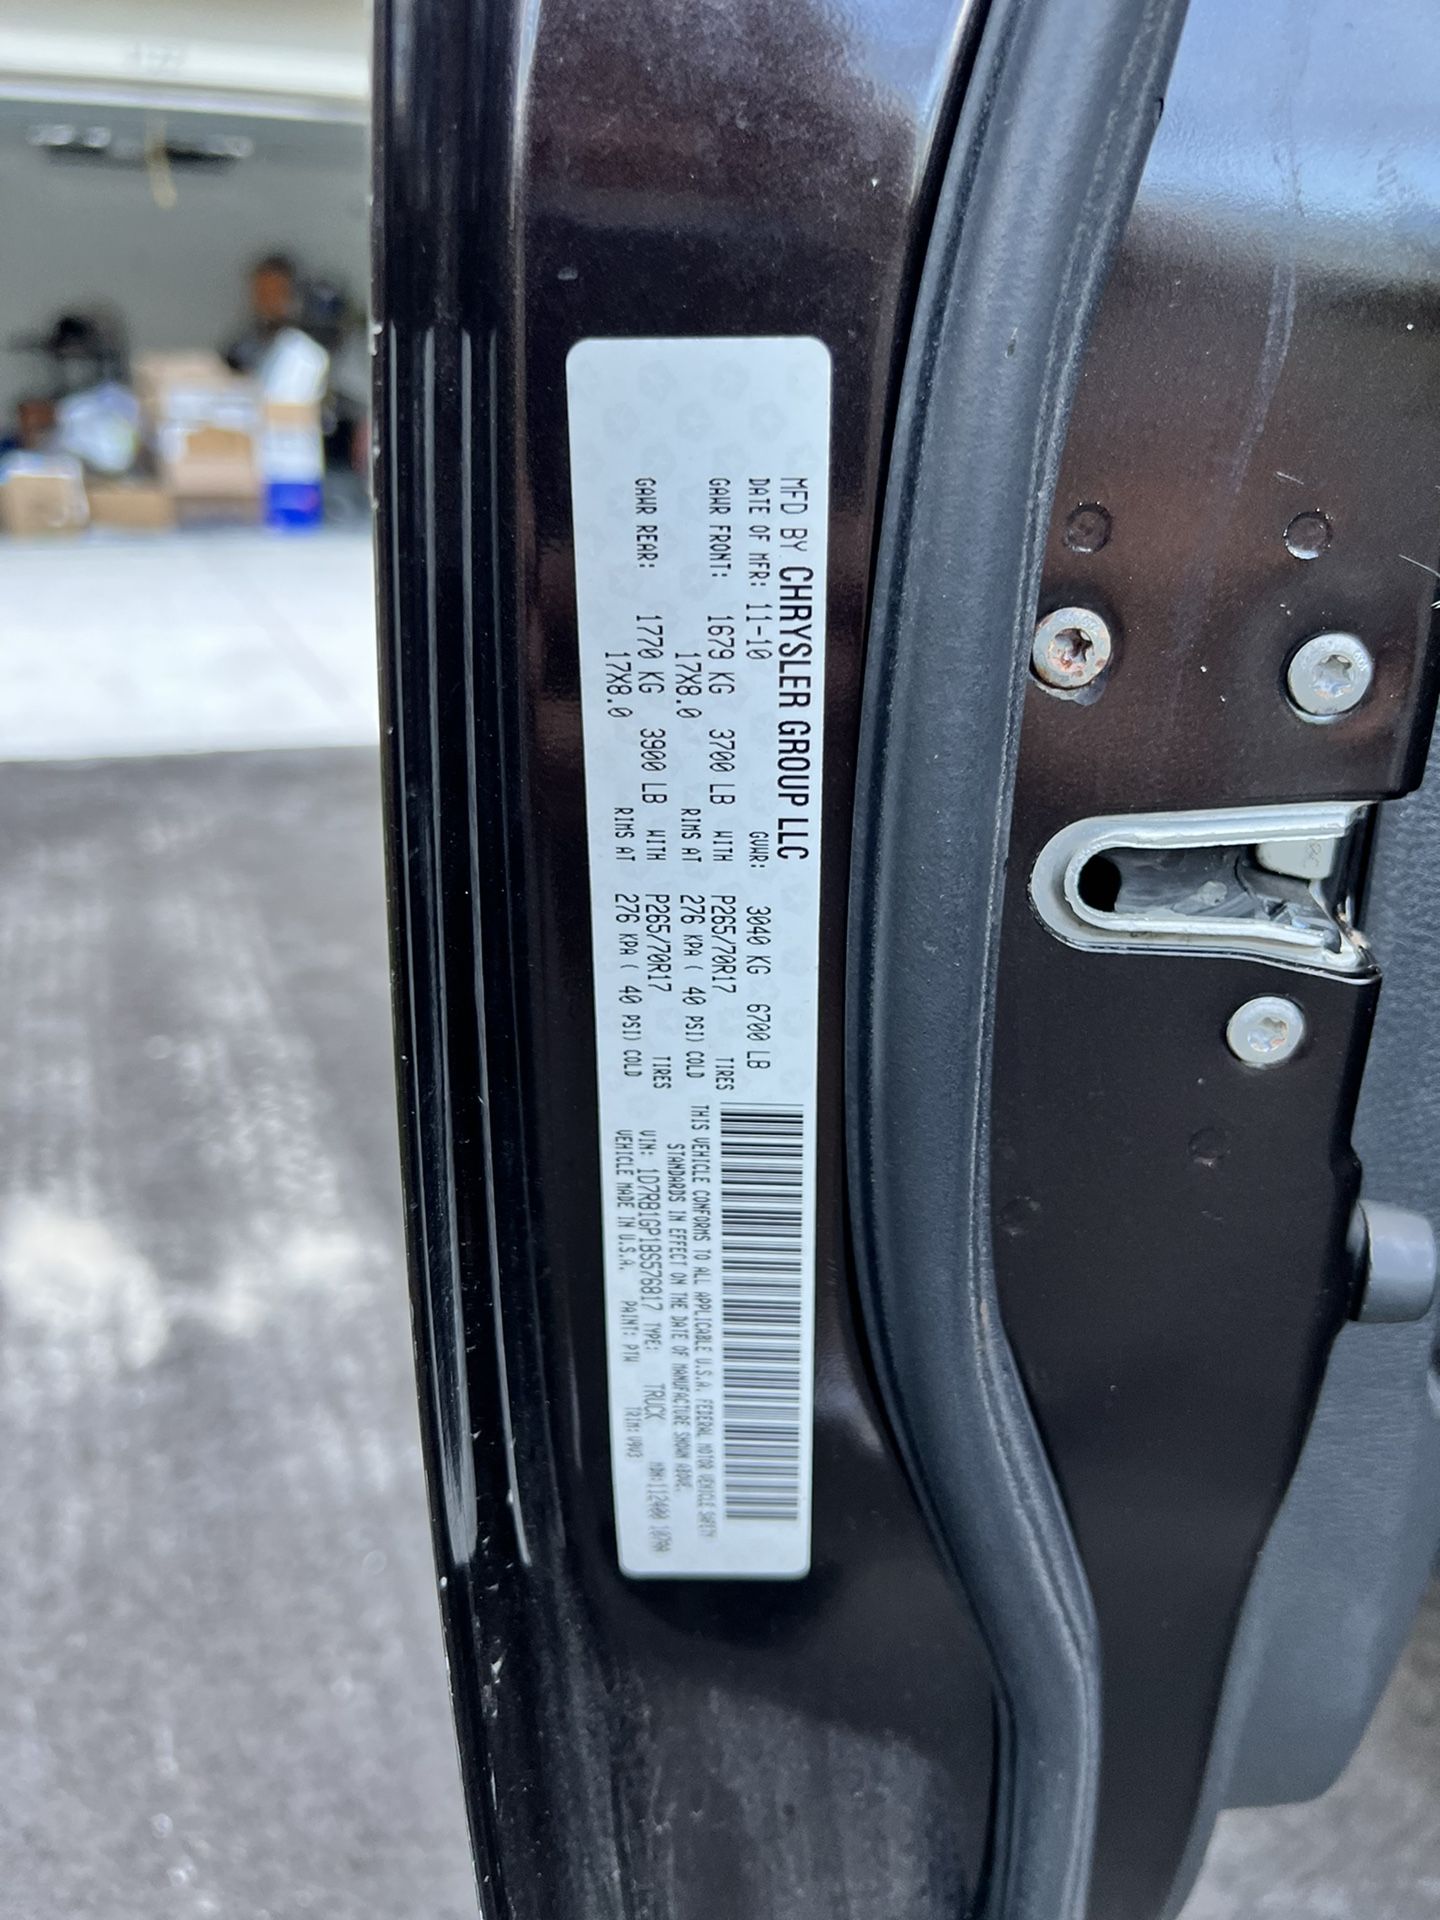 MFD BY CHRYSLER GROUP LLC
DATE OF MFR: 11-10 GVWR: 3040 KG 6700 LB
GAWR FRONT: 1679 KG 3700 LB WITH P265/70R17 TIRES
17X8.0 RIMS AT 276 KPA ( 40 PSI) COLD
GAWR REAR: 1770 KG 3900 LB WITH P265/70R17 TIRES
17X8.0 RIMS AT 276 KPA ( 40 PSI) COLD
THIS VEHICLE CONFORMS TO ALL APPLICABLE U.S.A. FEDERAL MOTOR VEHICLE SAFETY
STANDARDS IN EFFECT ON THE DATE OF MANUFACTURE SHOWN ABOVE.
VIN: 1D7RB1GP1BS576817 TYPE: TRUCK MDH:112400
VEHICLE MADE IN U.S.A. PAINT: PTW TRIM: V9V3